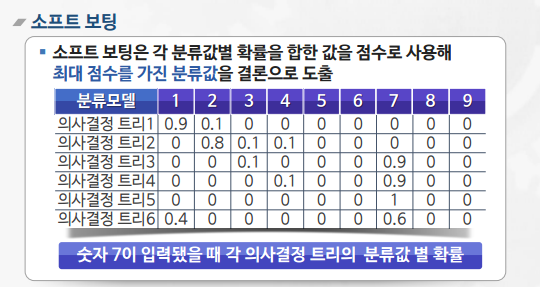 소프트 보팅
소프트 보팅은 각 분류값별 확률을 합한 값을 점수로 사용해
최대 점수를 가진 분류값을 결론으로 도출
분류모델 1 2 3 4 5 6 7 8 9
의사결정 트리1 0.9 0.1 0 0 0 0 0 0 0
의사결정 트리2 0 0.8 0.1 0.1 0 0 0 0 0
의사결정 트리3 0 0 0.1 0 0 0 0.9 0 0
의사결정 트리4 0 0 0 0.1 0 0 0.9 0 0
의사결정 트리5 0 0 0 0 0 0 1 0 0
의사결정 트리6 0.4 0 0 0 0 0 0.6 0 0
숫자 7이 입력됐을 때 각 의사결정 트리의 분류값 별 확률